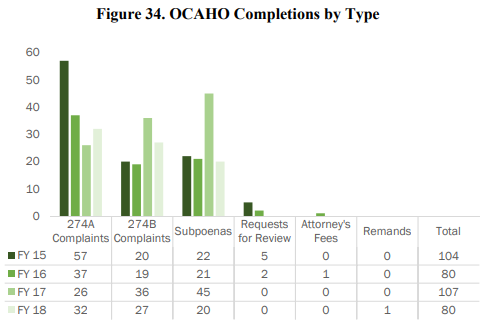 Figure 34. OCAHO Completions by Type
60
50
40
30
20
10
0
274A Complaints 274B Complaints Subpoenas Requests for Review Attorney's Fees Remands Total
FY 15 57 20 22 5 0 0 104
FY 16 37 19 21 2 1 0 80
FY 17 26 36 45 0 0 0 107
FY 18 32 27 20 0 0 1 80